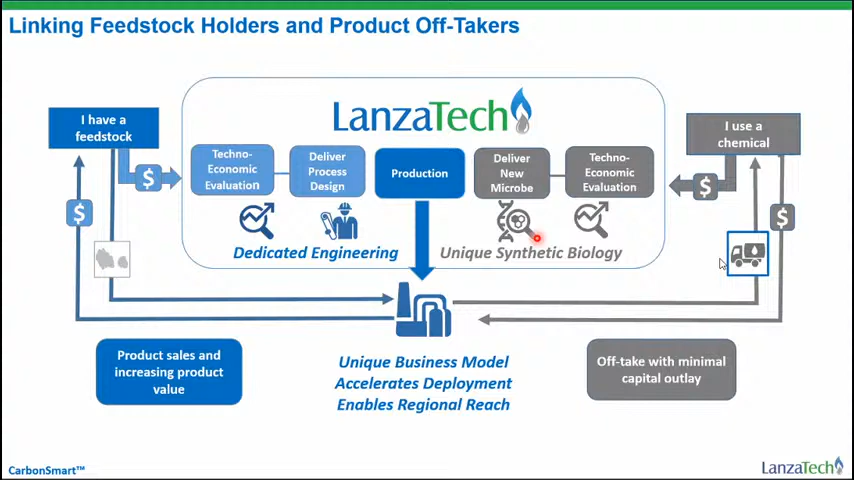 Linking Feedstock Holders and Product Off-Takers
LanzaTech
I have a
feedstock
I use a
chemical
Techno-
Economic
Evaluation
Deliver
Process
Design
Production
Deliver
New
Microbe
Techno-
Economic
Evaluation
$
$
$
$
Dedicated Engineering
Unique Synthetic Biology
Product sales and
increasing product
value
Unique Business Model
Accelerates Deployment
Enables Regional Reach
Off-take with minimal
capital outlay
CarbonSmart™
LanzaTech